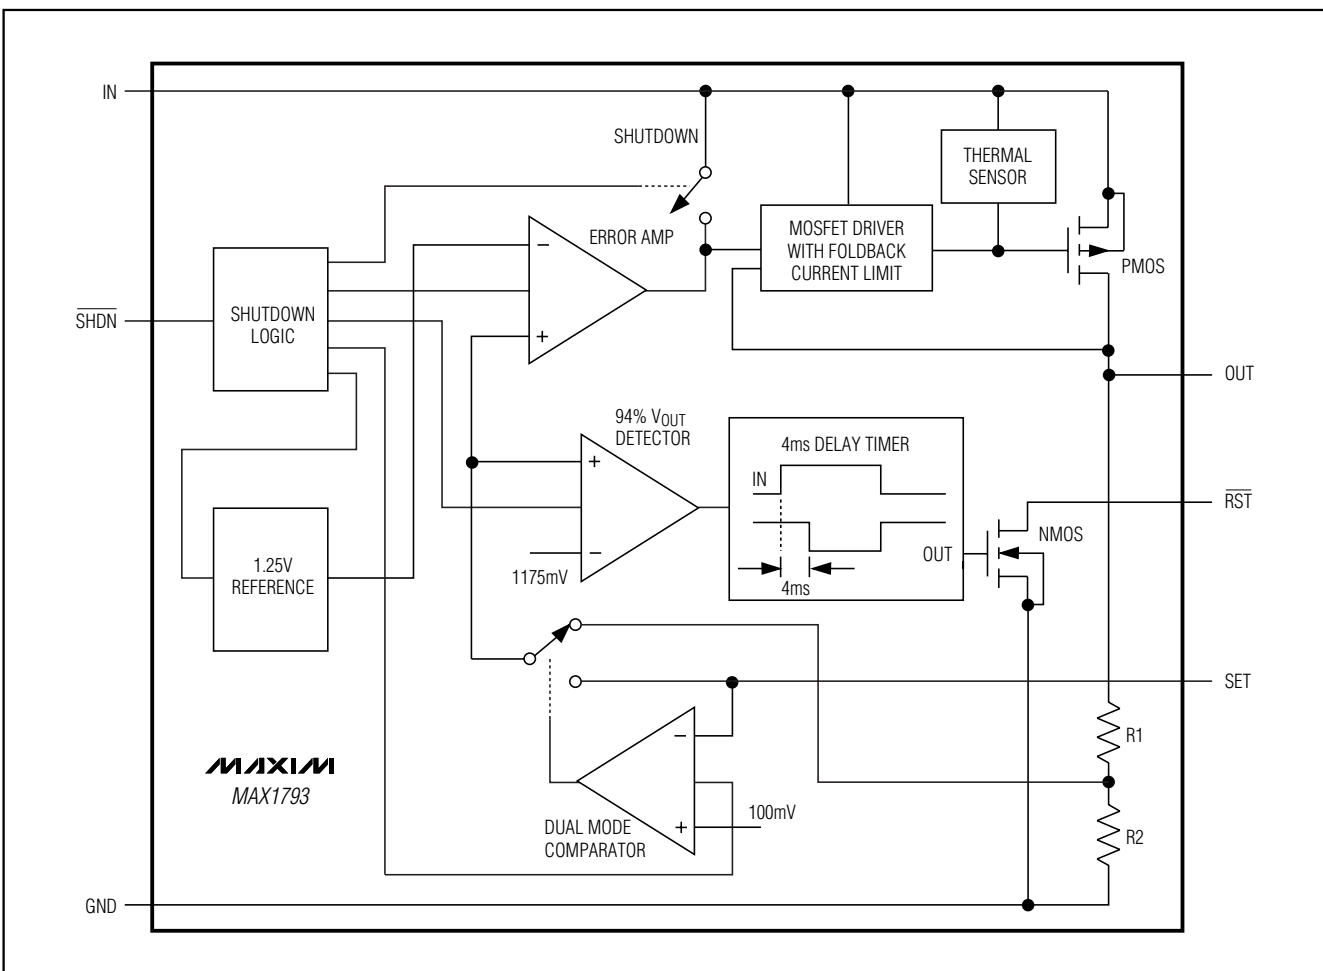 IN
SHUTDOWN
THERMAL
SENSOR
ERROR AMP
−
+
MOSFET DRIVER
WITH FOLDBACK
CURRENT LIMIT
PMOS
S̅H̅D̅N̅
SHUTDOWN
LOGIC
OUT
94% VOUT
DETECTOR
+
−
1175mV
4ms DELAY TIMER
IN
OUT
4ms
NMOS
R̅S̅T̅
1.25V
REFERENCE
SET
R1
−
+
100mV
DUAL MODE
COMPARATOR
R2
MAXIM
MAX1793
GND